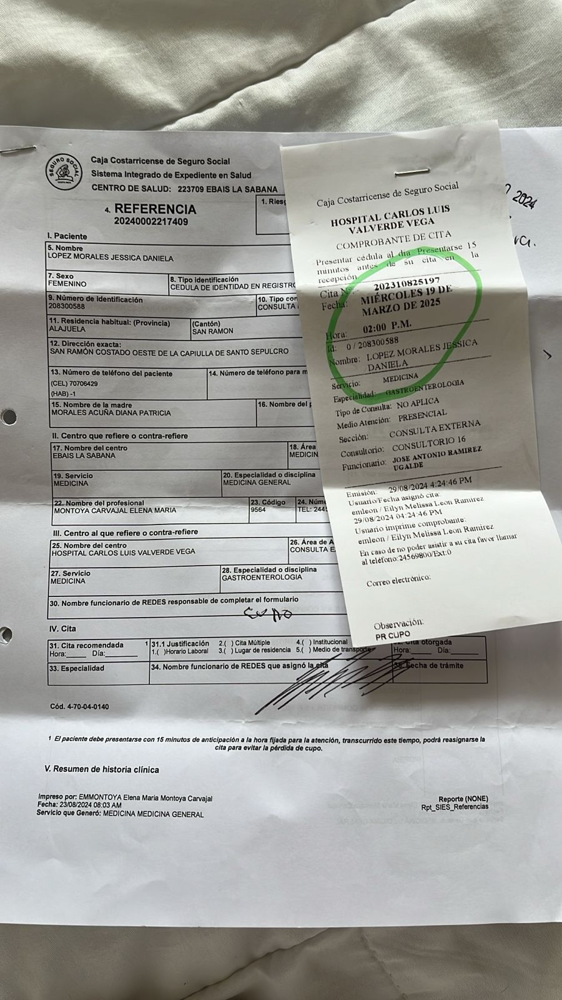 SEGURO SOCIAL
Caja Costarricense de Seguro Social
Sistema Integrado de Expediente en Salud
CENTRO DE SALUD: 223709 EBAIS LA SABANA
4. REFERENCIA
20240002217409
1. Riesg
I. Paciente
5. Nombre
LOPEZ MORALES JESSICA DANIELA
7. Sexo
FEMENINO
8. Tipo identificación
CEDULA DE IDENTIDAD EN REGISTRO
9. Número de identificación
208300588
10. Tipo con
CONSULTA
11. Residencia habitual: (Provincia)
ALAJUELA
(Cantón)
SAN RAMON
12. Dirección exacta:
SAN RAMÓN COSTADO OESTE DE LA CAPIULLA DE SANTO SEPULCRO
13. Número de teléfono del paciente
(CEL) 70706429
(HAB) -1
14. Número de teléfono para m
15. Nombre de la madre
MORALES ACUÑA DIANA PATRICIA
16. Nombre del p
II. Centro que refiere o contra-refiere
17. Nombre del centro
EBAIS LA SABANA
18. Área
MEDICIN
19. Servicio
MEDICINA
20. Especialidad o disciplina
MEDICINA GENERAL
22. Nombre del profesional
MONTOYA CARVAJAL ELENA MARIA
23. Código
9564
24. Núme
TEL: 2445
III. Centro al que refiere o contra-refiere
25. Nombre del centro
HOSPITAL CARLOS LUIS VALVERDE VEGA
26. Área de A
CONSULTA E
27. Servicio
MEDICINA
28. Especialidad o disciplina
GASTROENTEROLOGIA
30. Nombre funcionario de REDES responsable de completar el formulario
CUPO
IV. Cita
31. Cita recomendada 1
Hora:_____ Día:________
31.1 Justificación 2.( ) Cita Múltiple 4.( ) Institucional
1.( )Horario Laboral 3.( ) Lugar de residencia 5.( ) Medio de transporte
32. Cita otorgada
Hora:_____ Día:______
33. Especialidad
34. Nombre funcionario de REDES que asignó la cita
35. Fecha de trámite
Cód. 4-70-04-0140
1 El paciente debe presentarse con 15 minutos de anticipación a la hora fijada para la atención, transcurrido este tiempo, podrá reasignarse la
cita para evitar la pérdida de cupo.
V. Resumen de historia clínica
Impreso por: EMMONTOYA Elena Maria Montoya Carvajal
Fecha: 23/08/2024 08:03 AM
Servicio que Generó: MEDICINA MEDICINA GENERAL
Reporte (NONE)
Rpt_SIES_Referencias
Caja Costarricense de Seguro Social
HOSPITAL CARLOS LUIS
VALVERDE VEGA
COMPROBANTE DE CITA
Presentar cédula al día Presentarse 15
minutos antes de su cita en la
recepción
Cita N°: 202310825197
Fecha: MIÉRCOLES 19 DE
MARZO DE 2025
Hora: 02:00 P.M.
Id: 0 / 208300588
Nombre: LOPEZ MORALES JESSICA
DANIELA
Servicio: MEDICINA
Especialidad: GASTROENTEROLOGIA
Tipo de Consulta: NO APLICA
Medio Atención: PRESENCIAL
Sección: CONSULTA EXTERNA
Consultorio: CONSULTORIO 16
Funcionario: JOSE ANTONIO RAMIREZ
UGALDE
Emisión: 29/08/2024 4:24:46 PM
Usuario/Fecha asignó cita:
emleon / Eilyn Melissa Leon Ramirez
29/08/2024 04:24:46 PM
Usuario imprime comprobante:
emleon / Eilyn Melissa Leon Ramirez
En caso de no poder asistir a su cita favor llamar
al teléfono:24569800/Ext:0
Correo electrónico:
Observación:
PR CUPO
2024